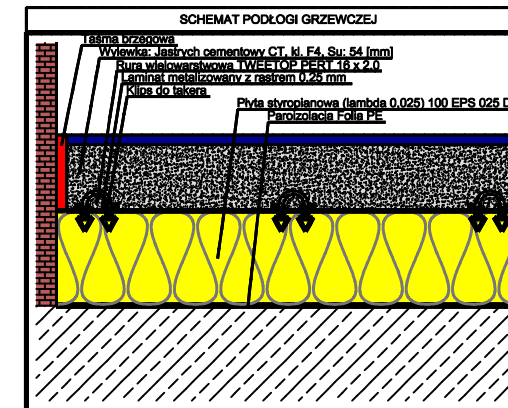 SCHEMAT PODŁOGI GRZEWCZEJ
Taśma brzegowa
Wylewka: Jastrych cementowy CT, kl. F4, Su: 54 [mm]
Rura wielowarstwowa TWEETOP PERT 16 x 2,0
Laminat metalizowany z rastrem 0.25 mm
Klips do takera
Płyta styropianowa (lambda 0,025) 100 EPS 025 D
Paroizolacja Folia PE